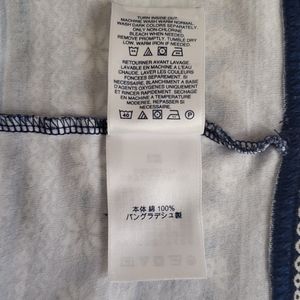 TURN INSIDE OUT.
MACHINE WASH WARM NORMAL.
WASH DARK COLORS SEPARATELY.
ONLY NON-CHLORINE
BLEACH WHEN NEEDED.
REMOVE PROMPTLY. TUMBLE DRY
LOW, WARM IRON IF NEEDED.
RETOURNER AVANT LAVAGE.
LAVAGE EN MACHINE A L'EAU
CHAUDE. LAVER LES COULEURS
FONCEES SEPAREMENT. SI
NECESSAIRE, BLANCHIMENT A BASE
D'AGENTS OXYGENES UNIQUEMENT
ET RINCER RAPIDEMENT.
SECHAGE EN MACHINE A TEMPERATURE
MODEREE, REPASSER SI
NECESSAIRE.
40
P
本体 綿 100%
バングラデシュ製